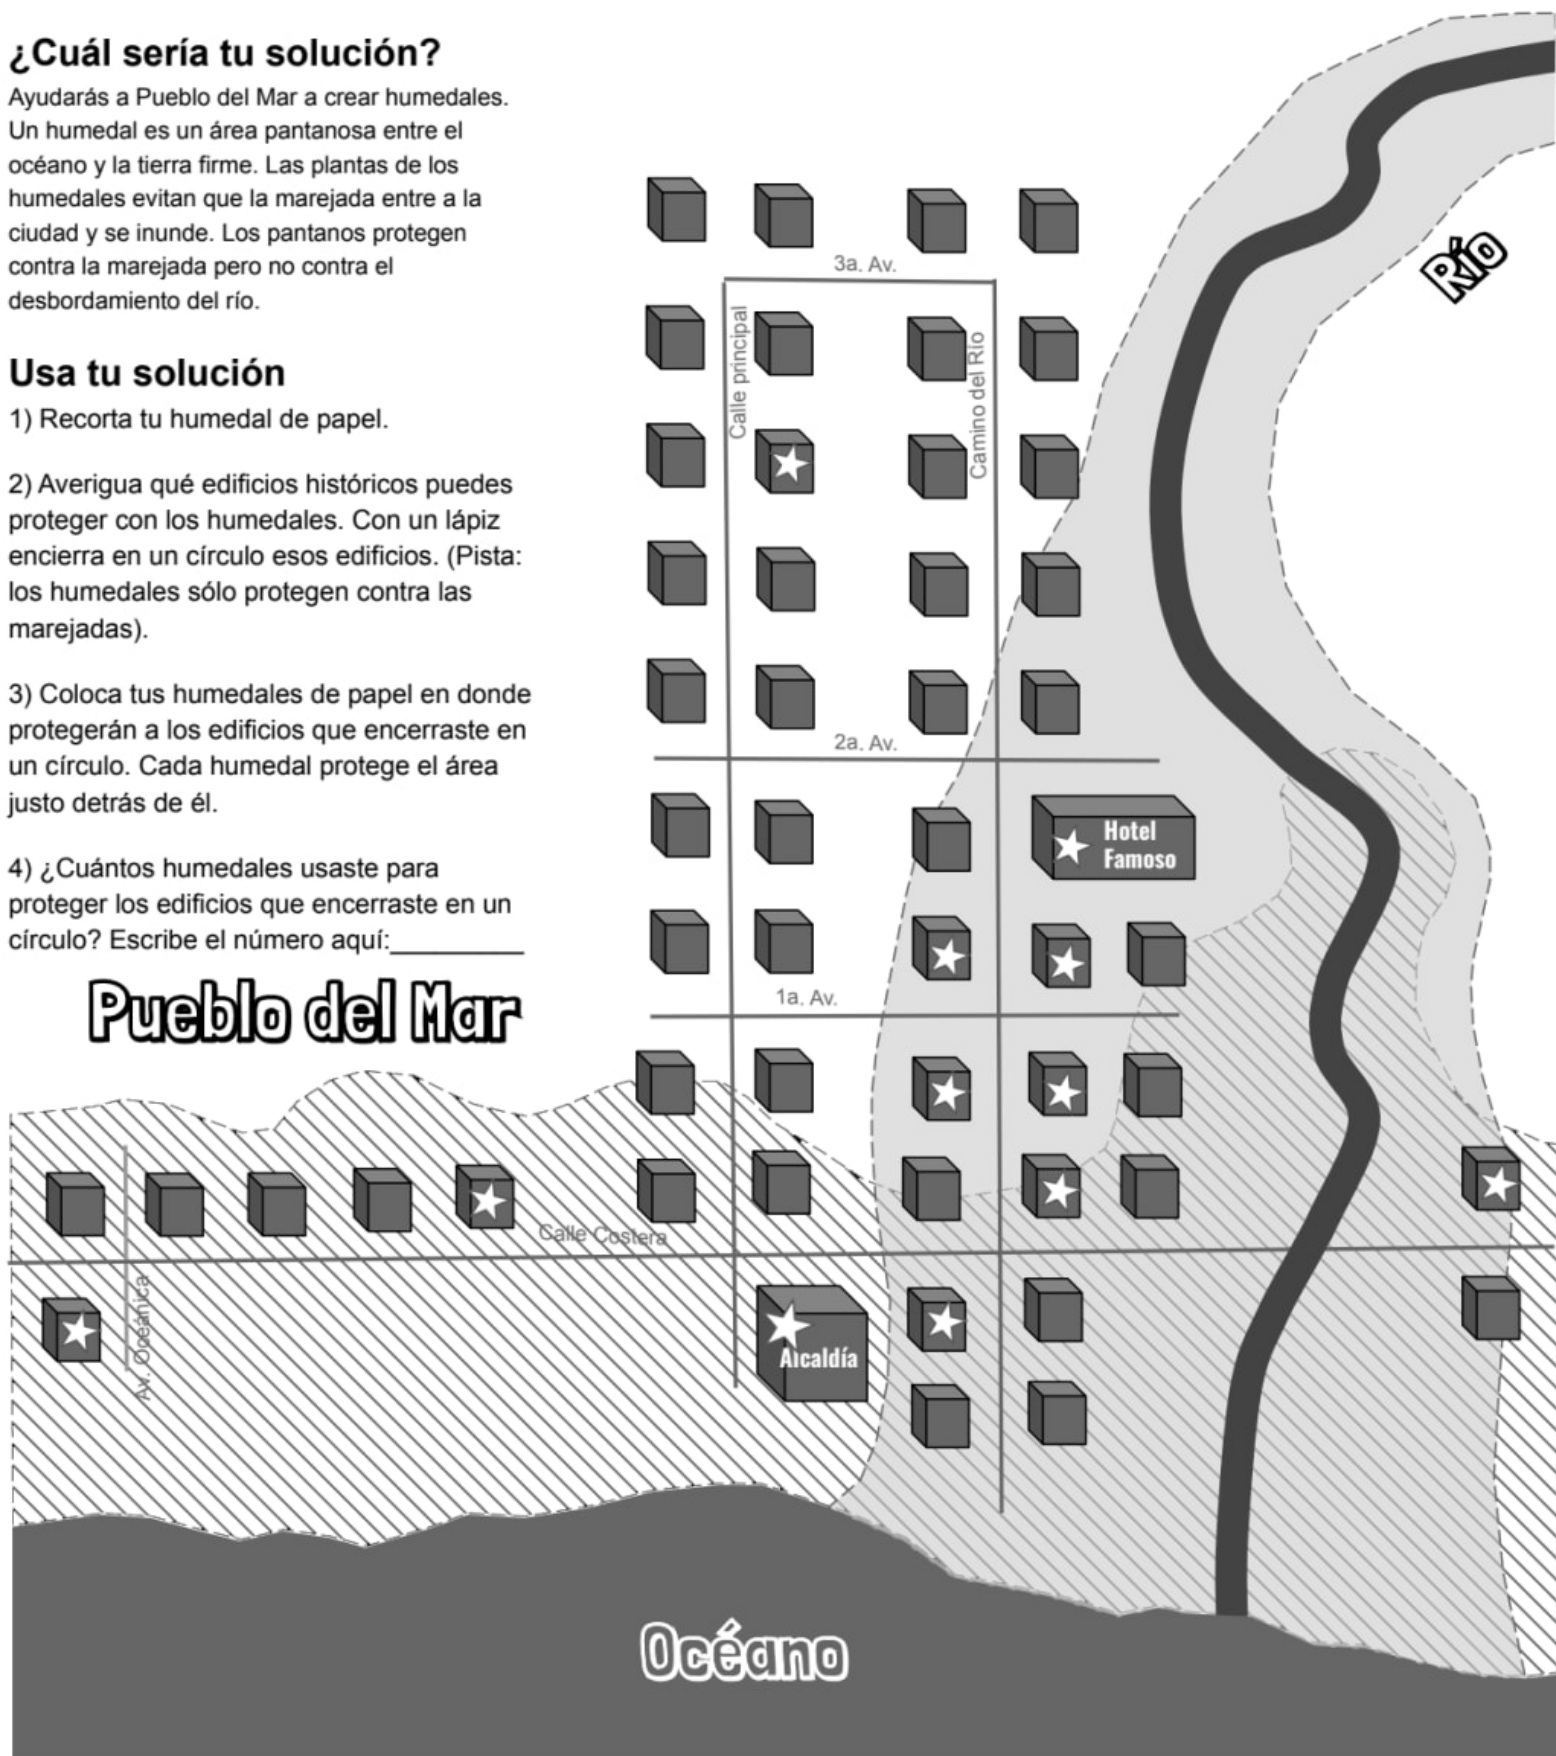 ¿Cuál sería tu solución?
Ayudarás a Pueblo del Mar a crear humedales.
Un humedal es un área pantanosa entre el
océano y la tierra firme. Las plantas de los
humedales evitan que la marejada entre a la
ciudad y se inunde. Los pantanos protegen
contra la marejada pero no contra el
desbordamiento del río.
Usa tu solución
1) Recorta tu humedal de papel.
2) Averigua qué edificios históricos puedes
proteger con los humedales. Con un lápiz
encierra en un círculo esos edificios. (Pista:
los humedales sólo protegen contra las
marejadas).
3) Coloca tus humedales de papel en donde
protegerán a los edificios que encerraste en
un círculo. Cada humedal protege el área
justo detrás de él.
4) ¿Cuántos humedales usaste para
proteger los edificios que encerraste en un
círculo? Escribe el número aquí:_________
Pueblo del Mar
Río
3a. Av.
Calle principal
Camino del Río
2a. Av.
Hotel
Famoso
1a. Av.
Calle Costera
Av. Oceánica
Alcaldía
Océano